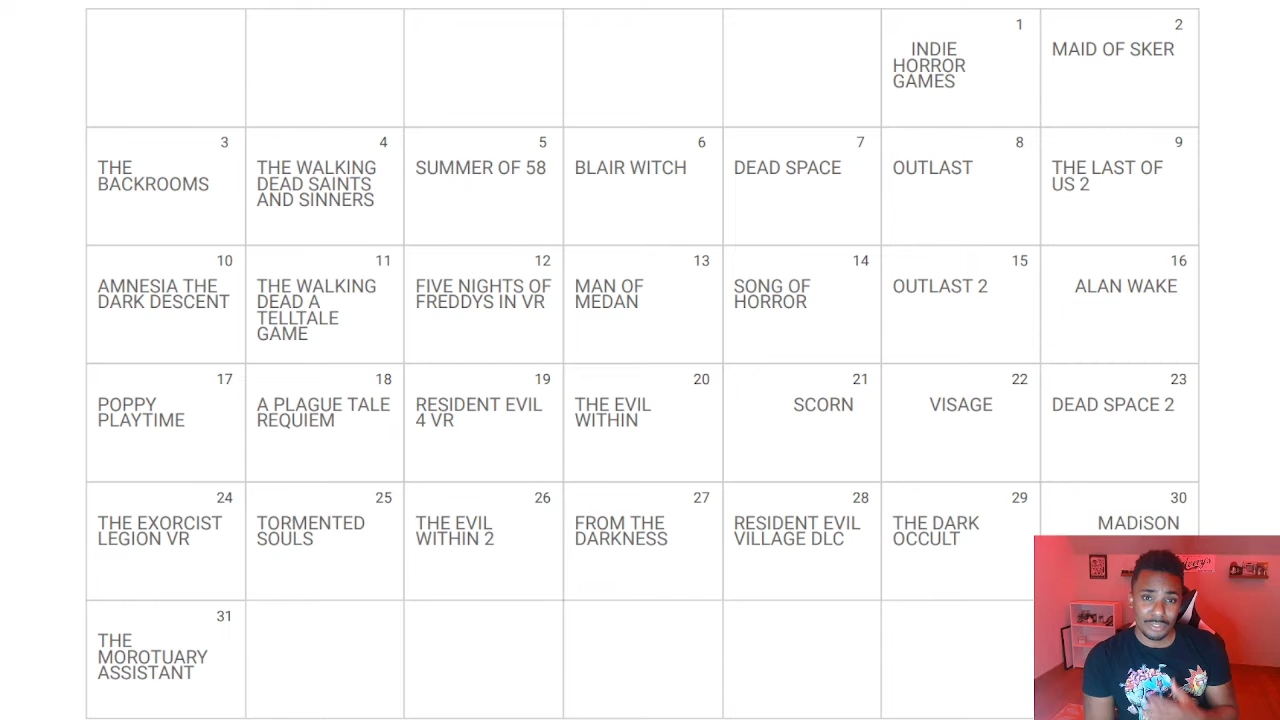 1
INDIE
HORROR
GAMES
2
MAID OF SKER
3
THE
BACKROOMS
4
THE WALKING
DEAD SAINTS
AND SINNERS
5
SUMMER OF 58
6
BLAIR WITCH
7
DEAD SPACE
8
OUTLAST
9
THE LAST OF
US 2
10
AMNESIA THE
DARK DESCENT
11
THE WALKING
DEAD A
TELLTALE
GAME
12
FIVE NIGHTS OF
FREDDYS IN VR
13
MAN OF
MEDAN
14
SONG OF
HORROR
15
OUTLAST 2
16
ALAN WAKE
17
POPPY
PLAYTIME
18
A PLAGUE TALE
REQUIEM
19
RESIDENT EVIL
4 VR
20
THE EVIL
WITHIN
21
SCORN
22
VISAGE
23
DEAD SPACE 2
24
THE EXORCIST
LEGION VR
25
TORMENTED
SOULS
26
THE EVIL
WITHIN 2
27
FROM THE
DARKNESS
28
RESIDENT EVIL
VILLAGE DLC
29
THE DARK
OCCULT
30
MADiSON
31
THE
MOROTUARY
ASSISTANT